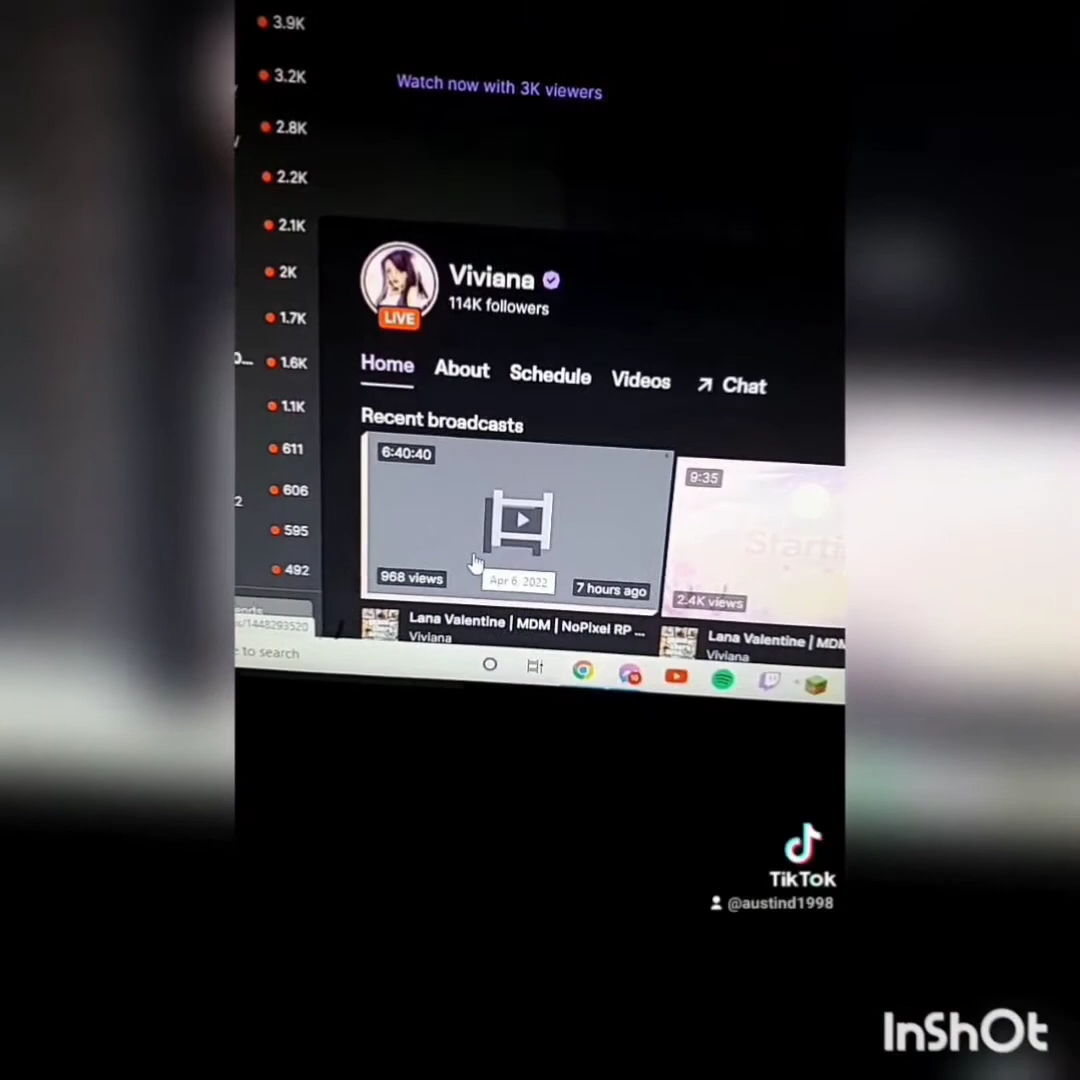 3.9K
3.2K
2.8K
2.2K
2.1K
2K
1.7K
1.6K
1.1K
611
2
606
595
492
Watch now with 3K viewers
Viviana
114K followers
LIVE
Home About Schedule Videos Chat
Recent broadcasts
6:40:40
968 views
Apr 6, 2022
7 hours ago
9:35
Starti
2.4K views
Lana Valentine | MDM | NoPixel RP ...
Viviana
Lana Valentine | MDM
Viviana
s/1448293520
to search
TikTok
@austind1998
InShOt